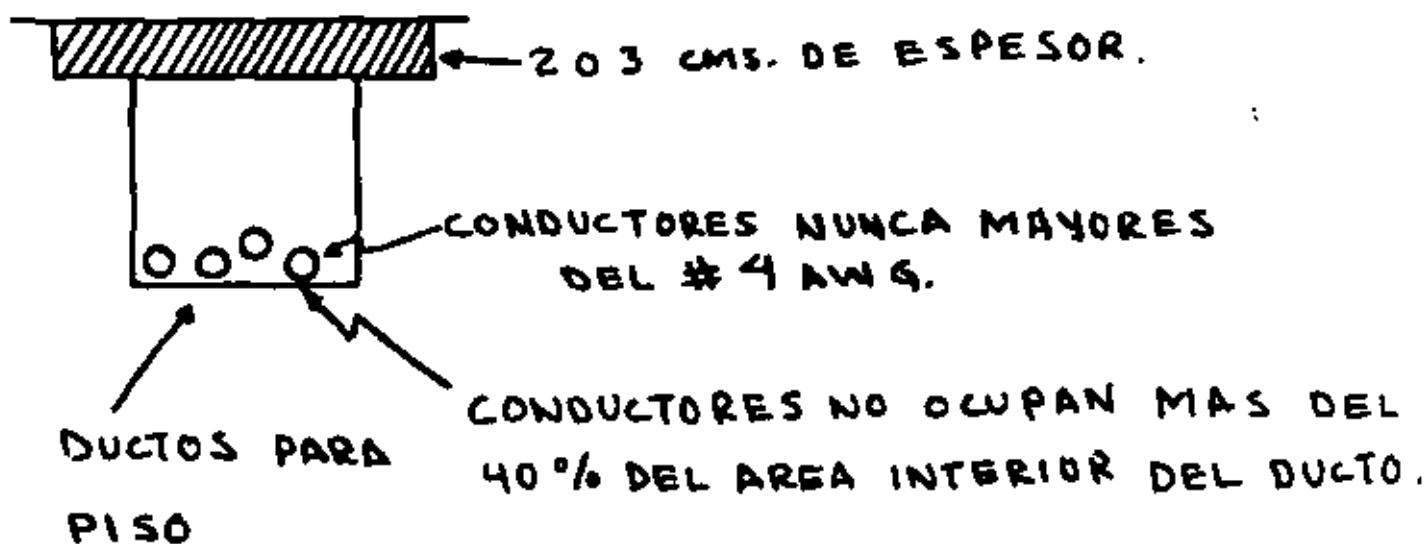 2 0 3 CMS. DE ESPESOR.
CONDUCTORES NUNCA MAYORES
DEL # 4 AWG.
CONDUCTORES NO OCUPAN MAS DEL
40 % DEL AREA INTERIOR DEL DUCTO.
DUCTOS PARA
PISO